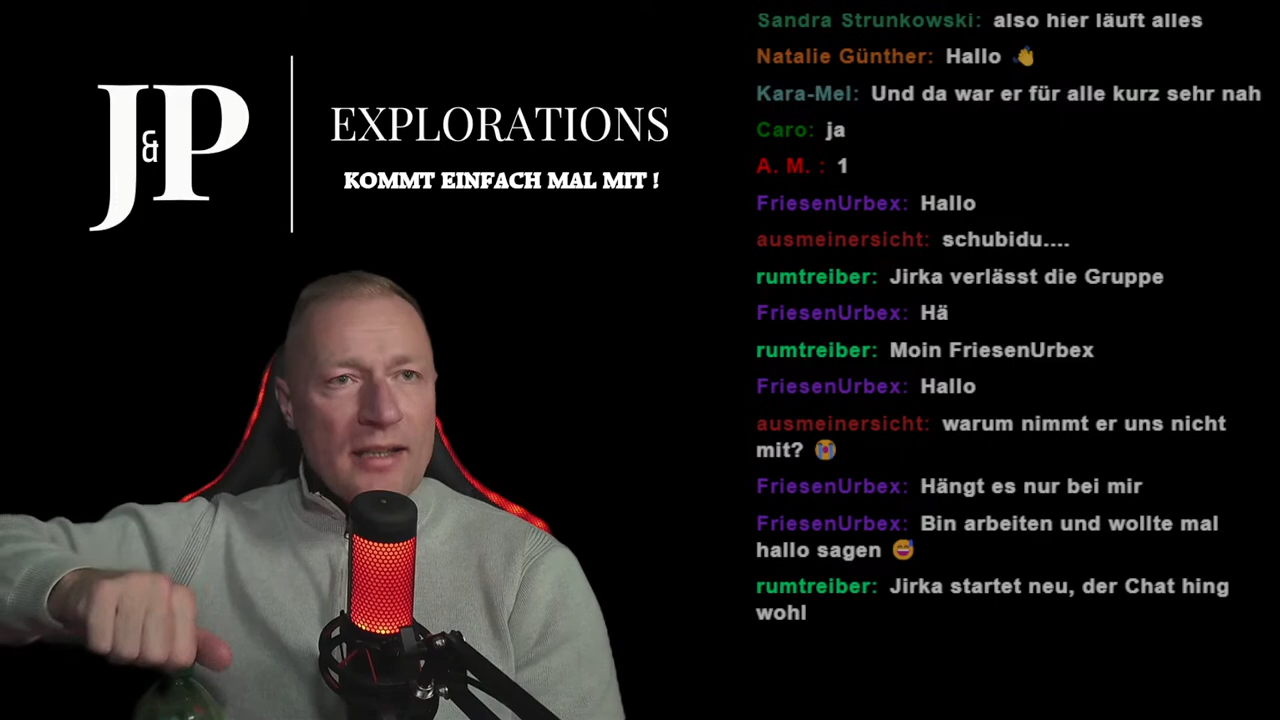 J&P
EXPLORATIONS
KOMMT EINFACH MAL MIT !
Sandra Strunkowski: also hier läuft alles
Natalie Günther: Hallo 👋
Kara-Mel: Und da war er für alle kurz sehr nah
Caro: ja
A. M. : 1
FriesenUrbex: Hallo
ausmeinersicht: schubidu....
rumtreiber: Jirka verlässt die Gruppe
FriesenUrbex: Hä
rumtreiber: Moin FriesenUrbex
FriesenUrbex: Hallo
ausmeinersicht: warum nimmt er uns nicht
mit? 😭
FriesenUrbex: Hängt es nur bei mir
FriesenUrbex: Bin arbeiten und wollte mal
hallo sagen 😅
rumtreiber: Jirka startet neu, der Chat hing
wohl